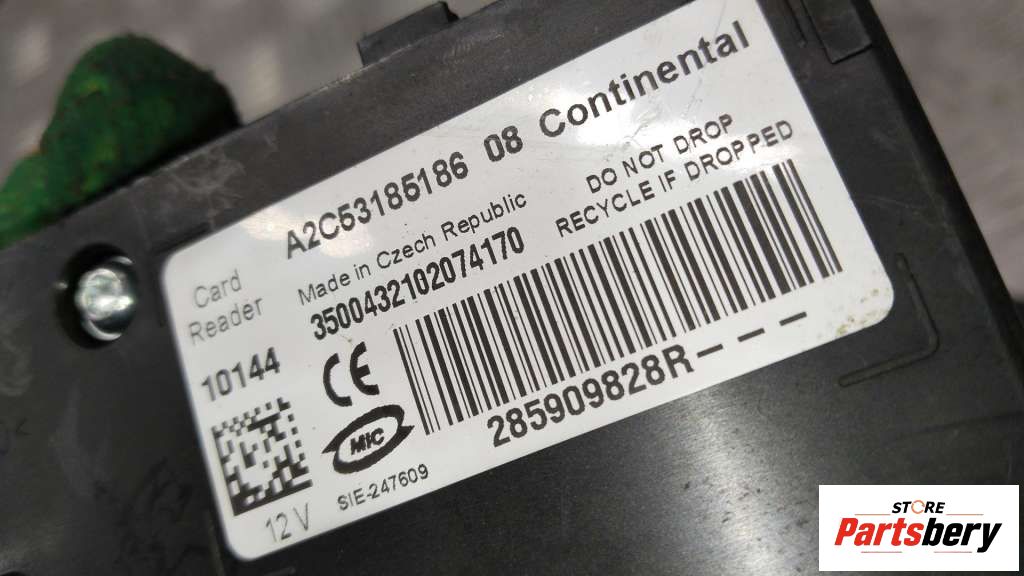 A2C53185186 08 Continental
Card
Reader
Made in Czech Republic
DO NOT DROP
RECYCLE IF DROPPED
3500432102074170
10144
CE
MIC
285909828R---
SIE-247609
12V
STORE
Partsbery